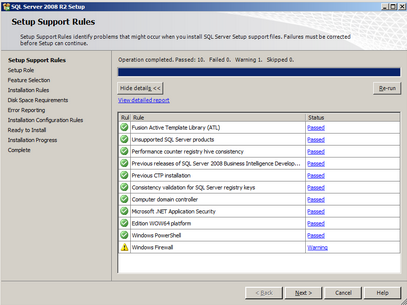 SQL Server 2008 R2 Setup
Setup Support Rules
Setup Support Rules identify problems that might occur when you install SQL Server Setup support files. Failures must be corrected
before Setup can continue.
Setup Support Rules
Setup Role
Feature Selection
Installation Rules
Disk Space Requirements
Error Reporting
Installation Configuration Rules
Ready to Install
Installation Progress
Complete
Operation completed. Passed: 10. Failed 0. Warning 1. Skipped 0.
Hide details <<
Re-run
View detailed report
Rul Rule Status
Fusion Active Template Library (ATL) Passed
Unsupported SQL Server products Passed
Performance counter registry hive consistency Passed
Previous releases of SQL Server 2008 Business Intelligence Develop... Passed
Previous CTP installation Passed
Consistency validation for SQL Server registry keys Passed
Computer domain controller Passed
Microsoft .NET Application Security Passed
Edition WOW64 platform Passed
Windows PowerShell Passed
Windows Firewall Warning
< Back Next > Cancel Help